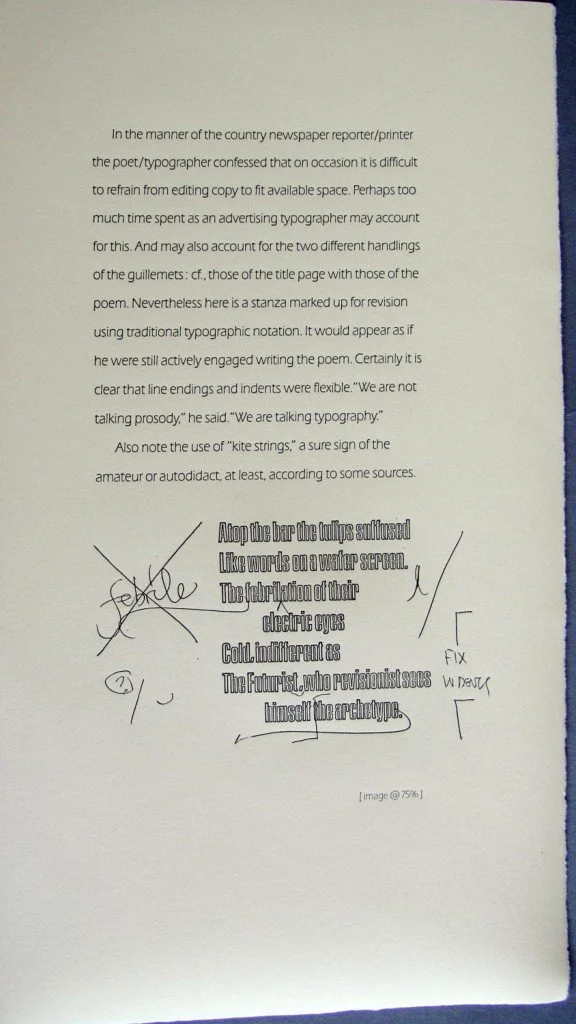 In the manner of the country newspaper reporter/printer
the poet/typographer confessed that on occasion it is difficult
to refrain from editing copy to fit available space. Perhaps too
much time spent as an advertising typographer may account
for this. And may also account for the two different handlings
of the guillemets: cf., those of the title page with those of the
poem. Nevertheless here is a stanza marked up for revision
using traditional typographic notation. It would appear as if
he were still actively engaged writing the poem. Certainly it is
clear that line endings and indents were flexible. "We are not
talking prosody," he said. "We are talking typography."
Also note the use of "kite strings," a sure sign of the
amateur or autodidact, at least, according to some sources.
Atop the bar the tulips suffused
Like words on a wafer screen.
febrile
The febrilation of their
electric eyes
Cold, indifferent as
FIX
The Futurist, who revisionist sees
himself the archetype.
[image @ 75%]